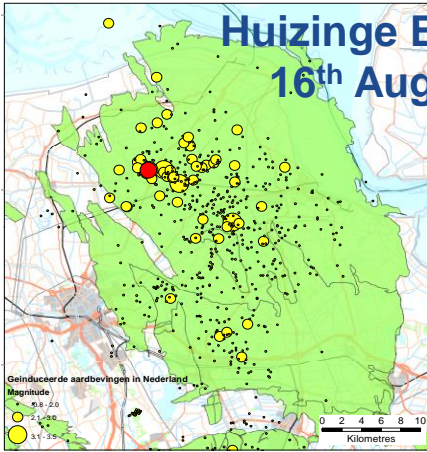 Huizinge E
16th Aug
Geinduceerde aardbevingen in Nederland
Magnitude
0.8 - 2.0
2.1 - 3.0
3.1 - 3.5
0 2 4 6 8 10
Kilometres